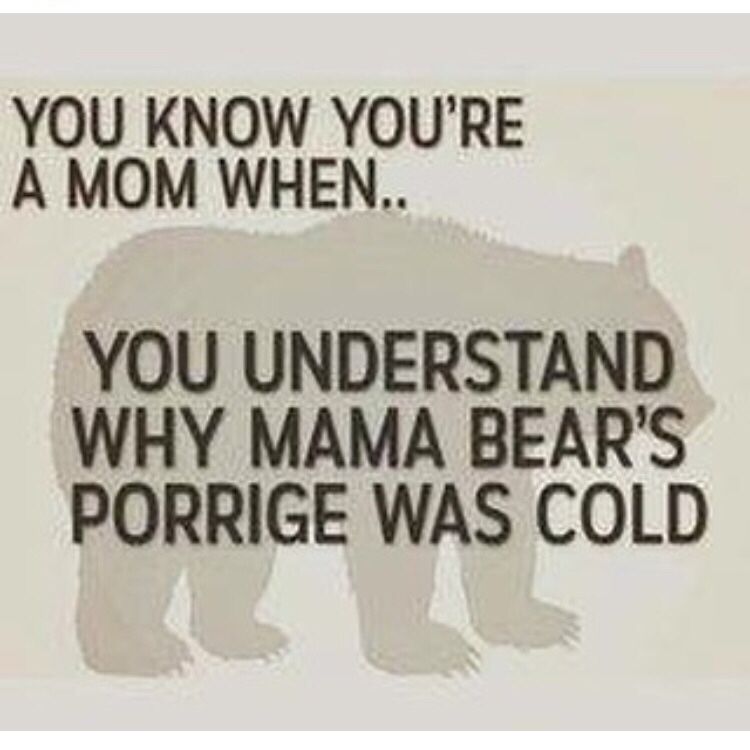 YOU KNOW YOU'RE
A MOM WHEN..
YOU UNDERSTAND
WHY MAMA BEAR'S
PORRIGE WAS COLD